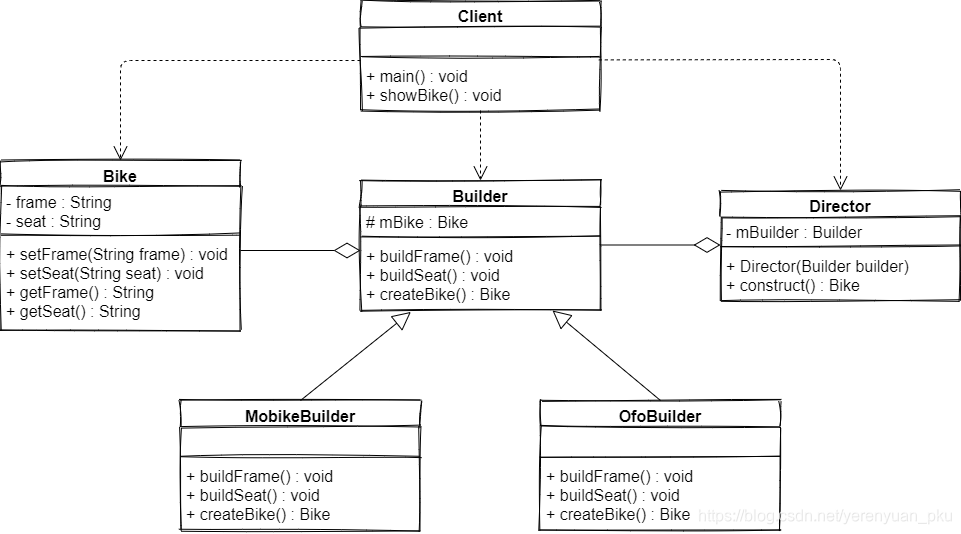 Client
+ main() : void
+ showBike() : void
Bike
- frame : String
- seat : String
+ setFrame(String frame) : void
+ setSeat(String seat) : void
+ getFrame() : String
+ getSeat() : String
Builder
# mBike : Bike
+ buildFrame() : void
+ buildSeat() : void
+ createBike() : Bike
Director
- mBuilder : Builder
+ Director(Builder builder)
+ construct() : Bike
MobikeBuilder
+ buildFrame() : void
+ buildSeat() : void
+ createBike() : Bike
OfoBuilder
+ buildFrame() : void
+ buildSeat() : void
+ createBike() : Bike
https://blog.csdn.net/yerenyuan_pku